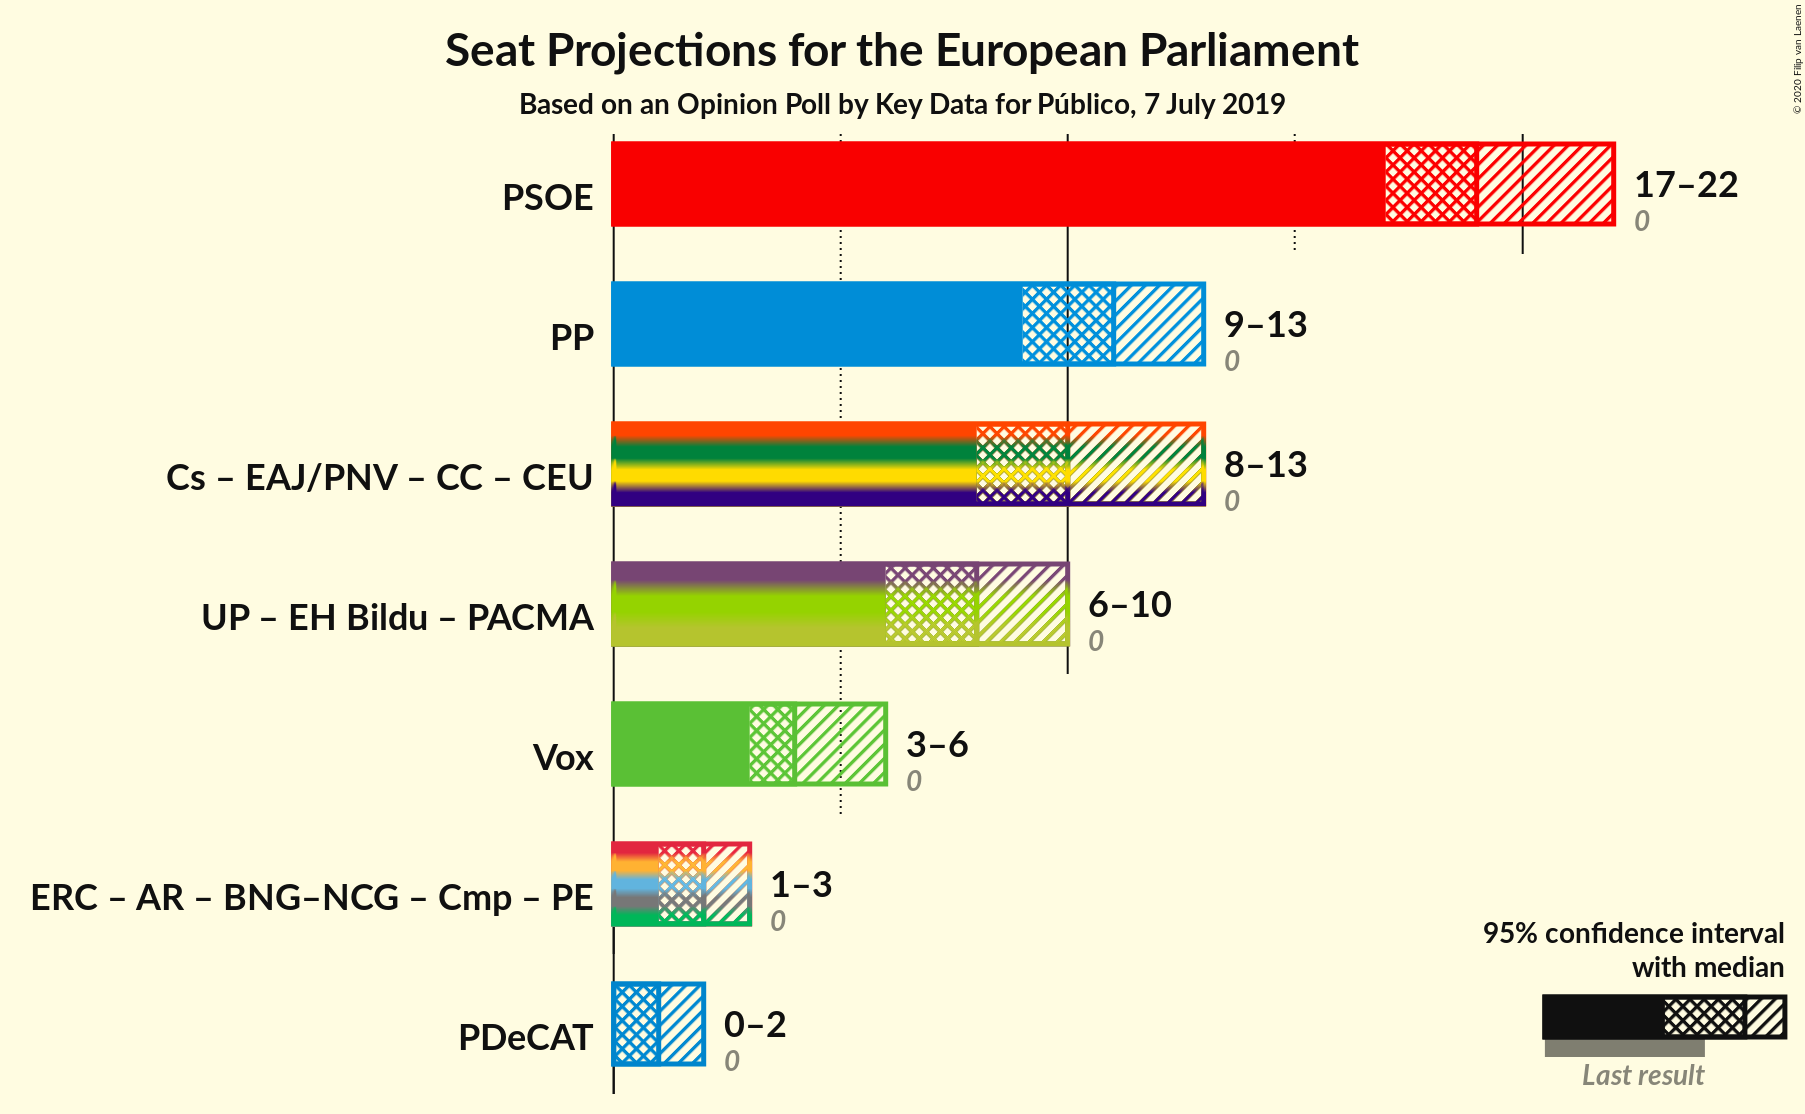 Seat Projections for the European Parliament
Based on an Opinion Poll by Key Data for Público, 7 July 2019
© 2020 Filip van Laenen
PSOE
17–22
0
PP
9–13
0
Cs – EAJ/PNV – CC – CEU
8–13
0
UP – EH Bildu – PACMA
6–10
0
Vox
3–6
0
ERC – AR – BNG–NCG – Cmp – PE
1–3
0
PDeCAT
0–2
0
95% confidence interval
with median
Last result